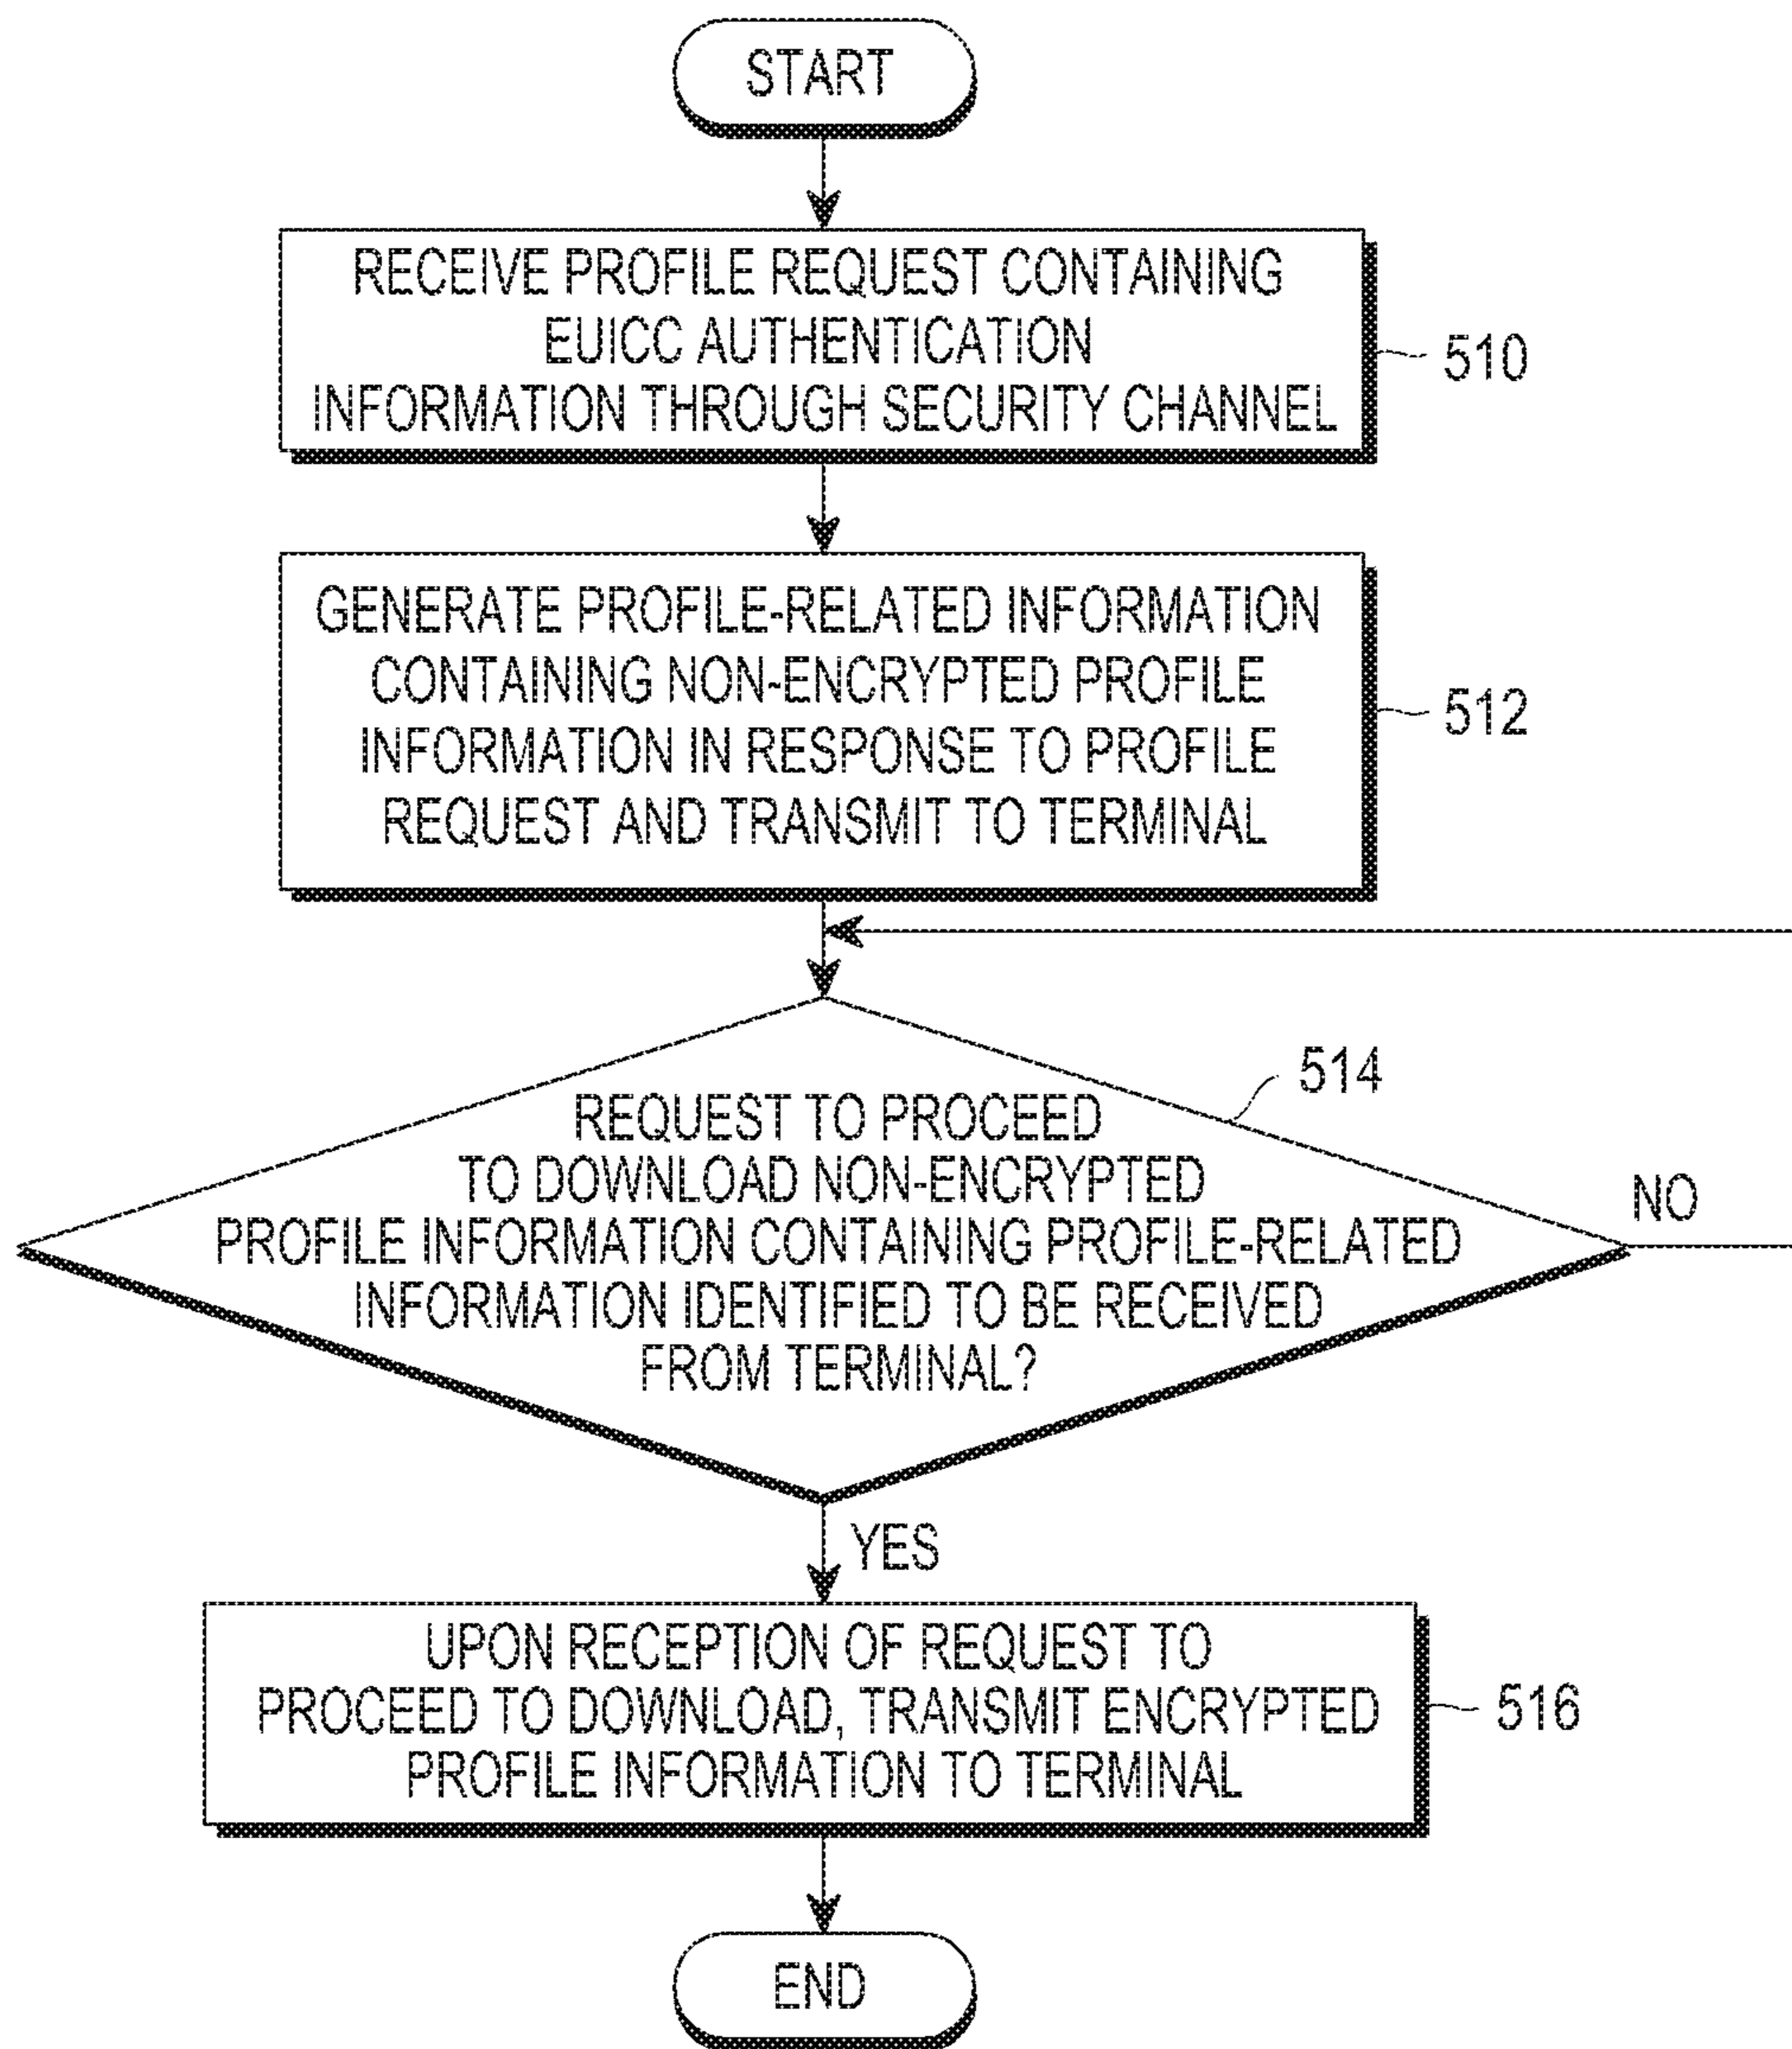 START
RECEIVE PROFILE REQUEST CONTAINING
EUICC AUTHENTICATION
INFORMATION THROUGH SECURITY CHANNEL
510
GENERATE PROFILE-RELATED INFORMATION
CONTAINING NON-ENCRYPTED PROFILE
INFORMATION IN RESPONSE TO PROFILE
REQUEST AND TRANSMIT TO TERMINAL
512
514
REQUEST TO PROCEED
TO DOWNLOAD NON-ENCRYPTED
PROFILE INFORMATION CONTAINING PROFILE-RELATED
INFORMATION IDENTIFIED TO BE RECEIVED
FROM TERMINAL?
NO
YES
UPON RECEPTION OF REQUEST TO
PROCEED TO DOWNLOAD, TRANSMIT ENCRYPTED
PROFILE INFORMATION TO TERMINAL
516
END